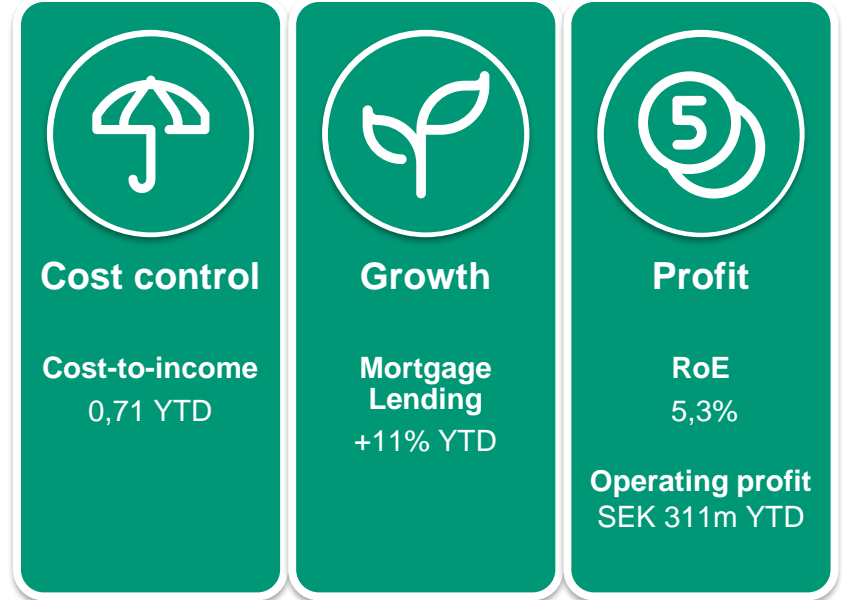 5
Cost control
Cost-to-income
0,71 YTD
Growth
Mortgage
Lending
+11% YTD
Profit
RoE
5,3%
Operating profit
SEK 311m YTD